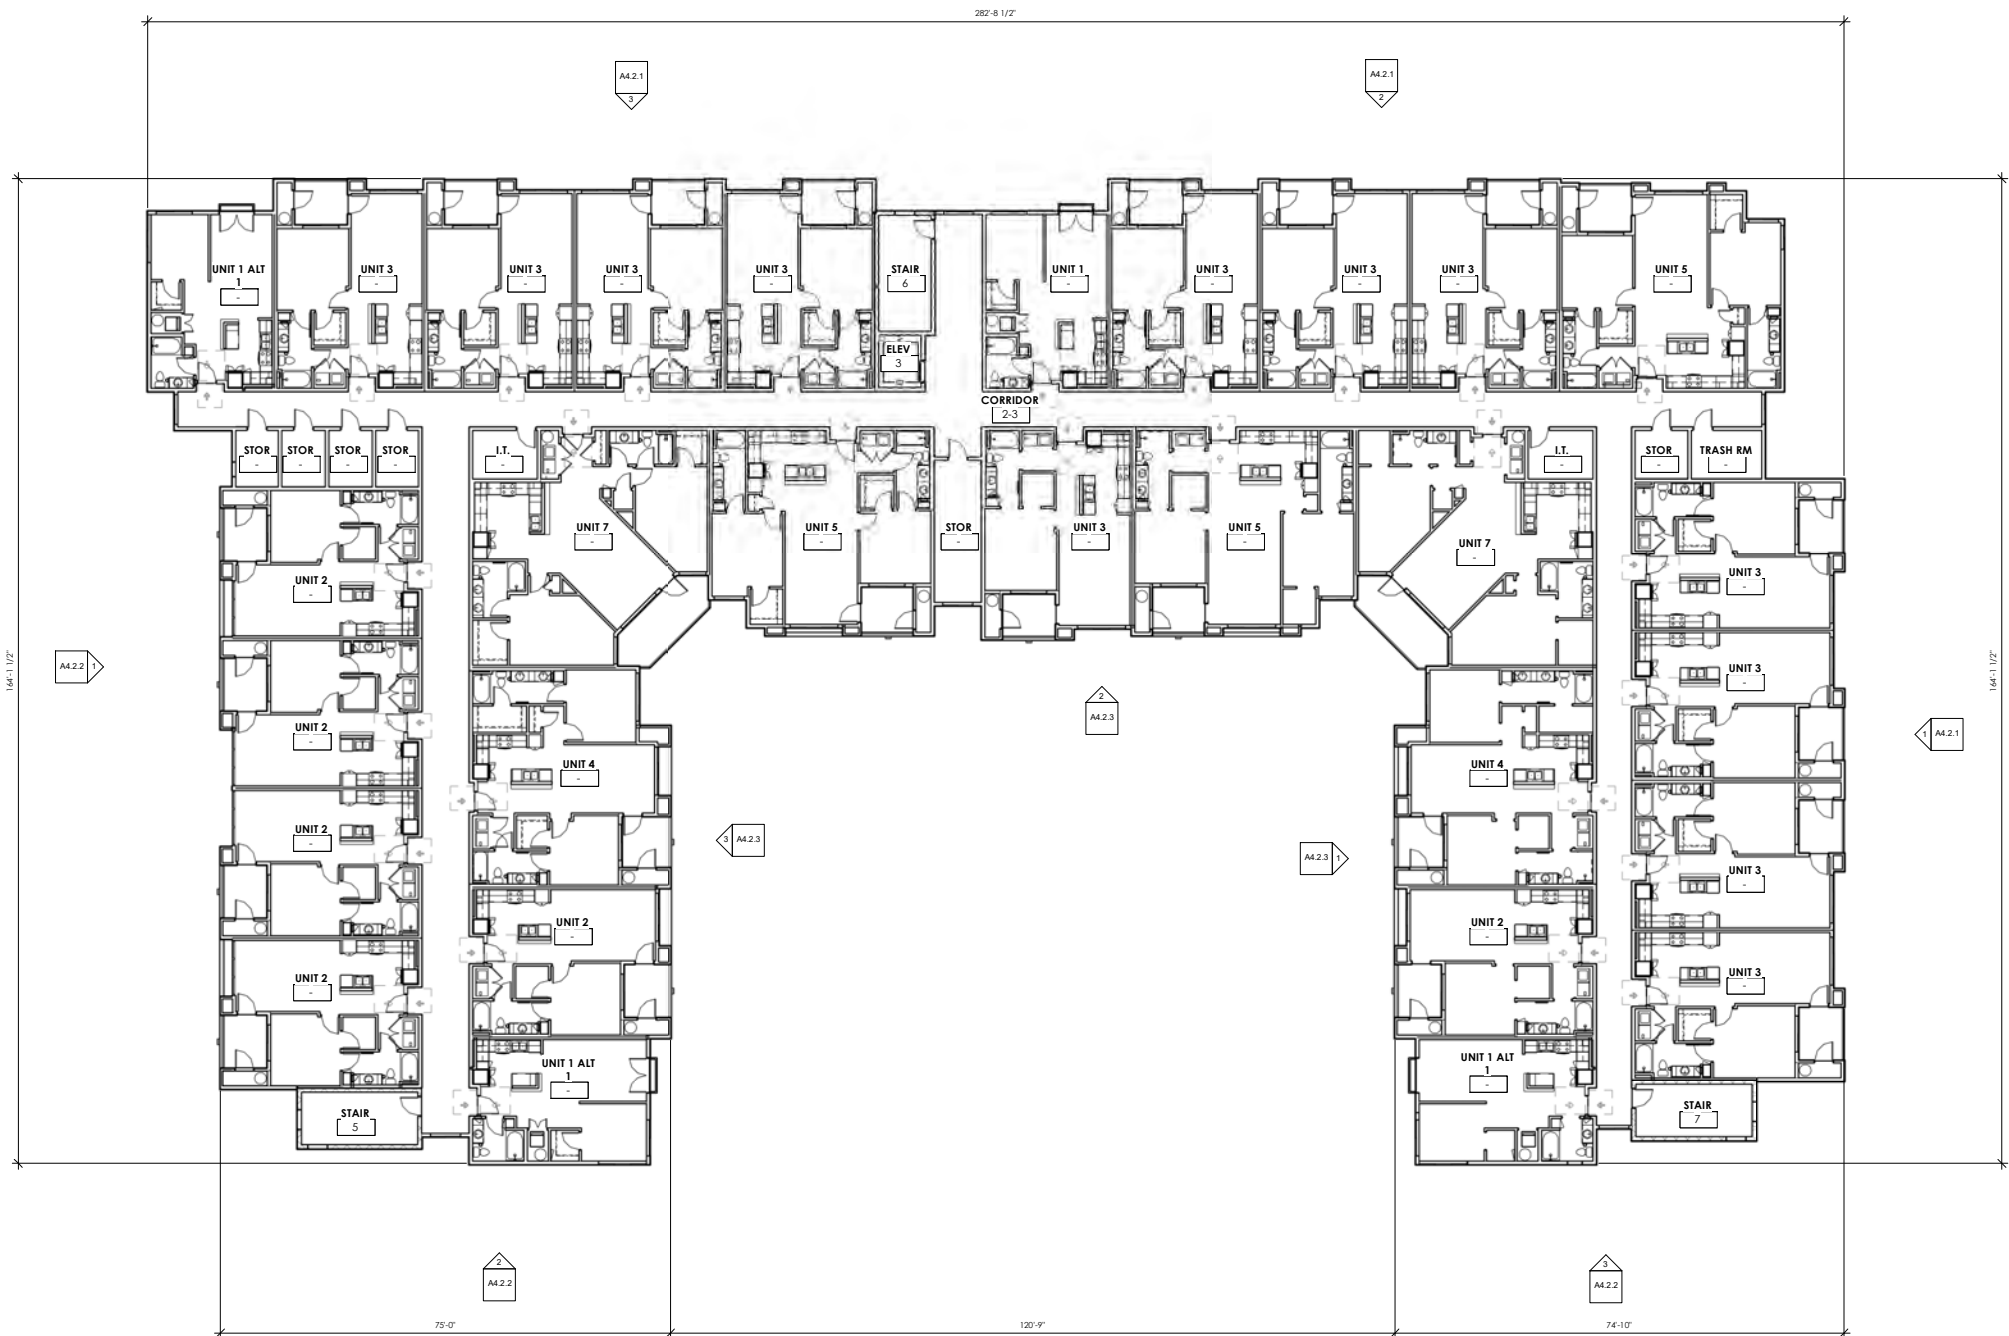 282'-8 1/2"
A4.2.1
3
A4.2.1
2
UNIT 1 ALT
1
-
UNIT 3
-
UNIT 3
-
UNIT 3
-
UNIT 3
-
STAIR
6
UNIT 1
-
UNIT 3
-
UNIT 3
-
UNIT 3
-
UNIT 5
-
ELEV
3
CORRIDOR
2-3
STOR
-
STOR
-
STOR
-
STOR
-
I.T.
-
I.T.
-
STOR
-
TRASH RM
-
UNIT 7
-
UNIT 5
-
STOR
-
UNIT 3
-
UNIT 5
-
UNIT 7
-
UNIT 2
-
UNIT 3
-
164'-1 1/2"
A4.2.2
1
UNIT 2
-
UNIT 3
-
164'-1 1/2"
2
A4.2.3
1
A4.2.1
UNIT 4
-
UNIT 4
-
UNIT 2
-
3
A4.2.3
A4.2.3
1
UNIT 3
-
UNIT 2
-
UNIT 2
-
UNIT 2
-
UNIT 3
-
UNIT 1 ALT
1
-
UNIT 1 ALT
1
-
STAIR
5
STAIR
7
2
A4.2.2
3
A4.2.2
75'-0"
120'-9"
74'-10"